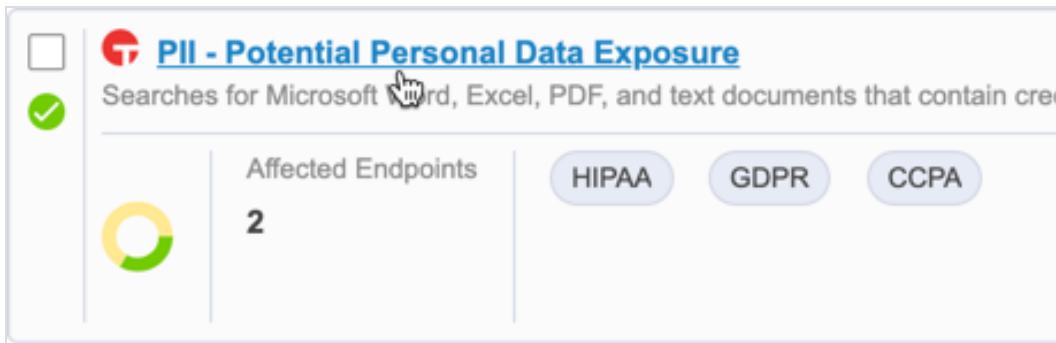 PII - Potential Personal Data Exposure
Searches for Microsoft Word, Excel, PDF, and text documents that contain
Affected Endpoints
2
HIPAA GDPR CCPA